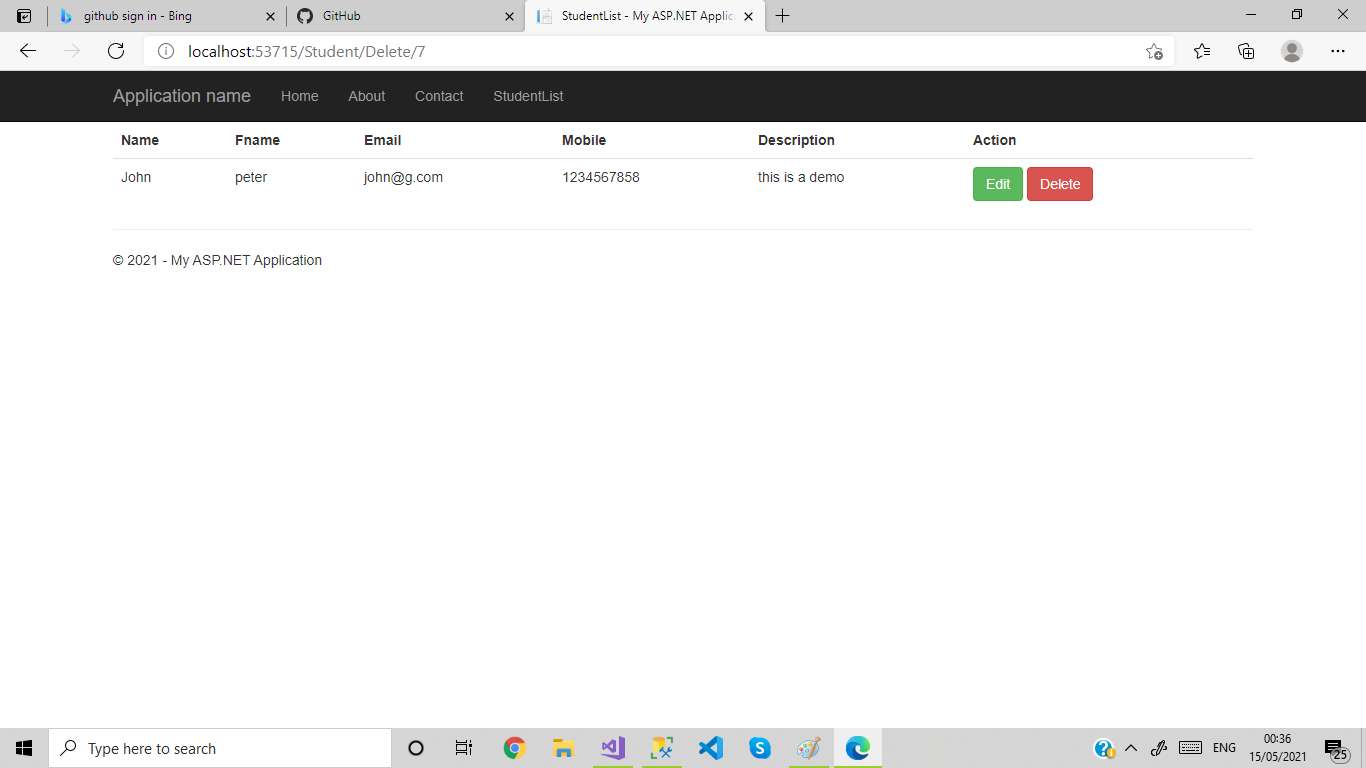 github sign in - Bing
GitHub
StudentList - My ASP.NET Applic
localhost:53715/Student/Delete/7
Application name Home About Contact StudentList
Name Fname Email Mobile Description Action
John peter john@g.com 1234567858 this is a demo Edit Delete
© 2021 - My ASP.NET Application
Type here to search
ENG
00:36
15/05/2021
25